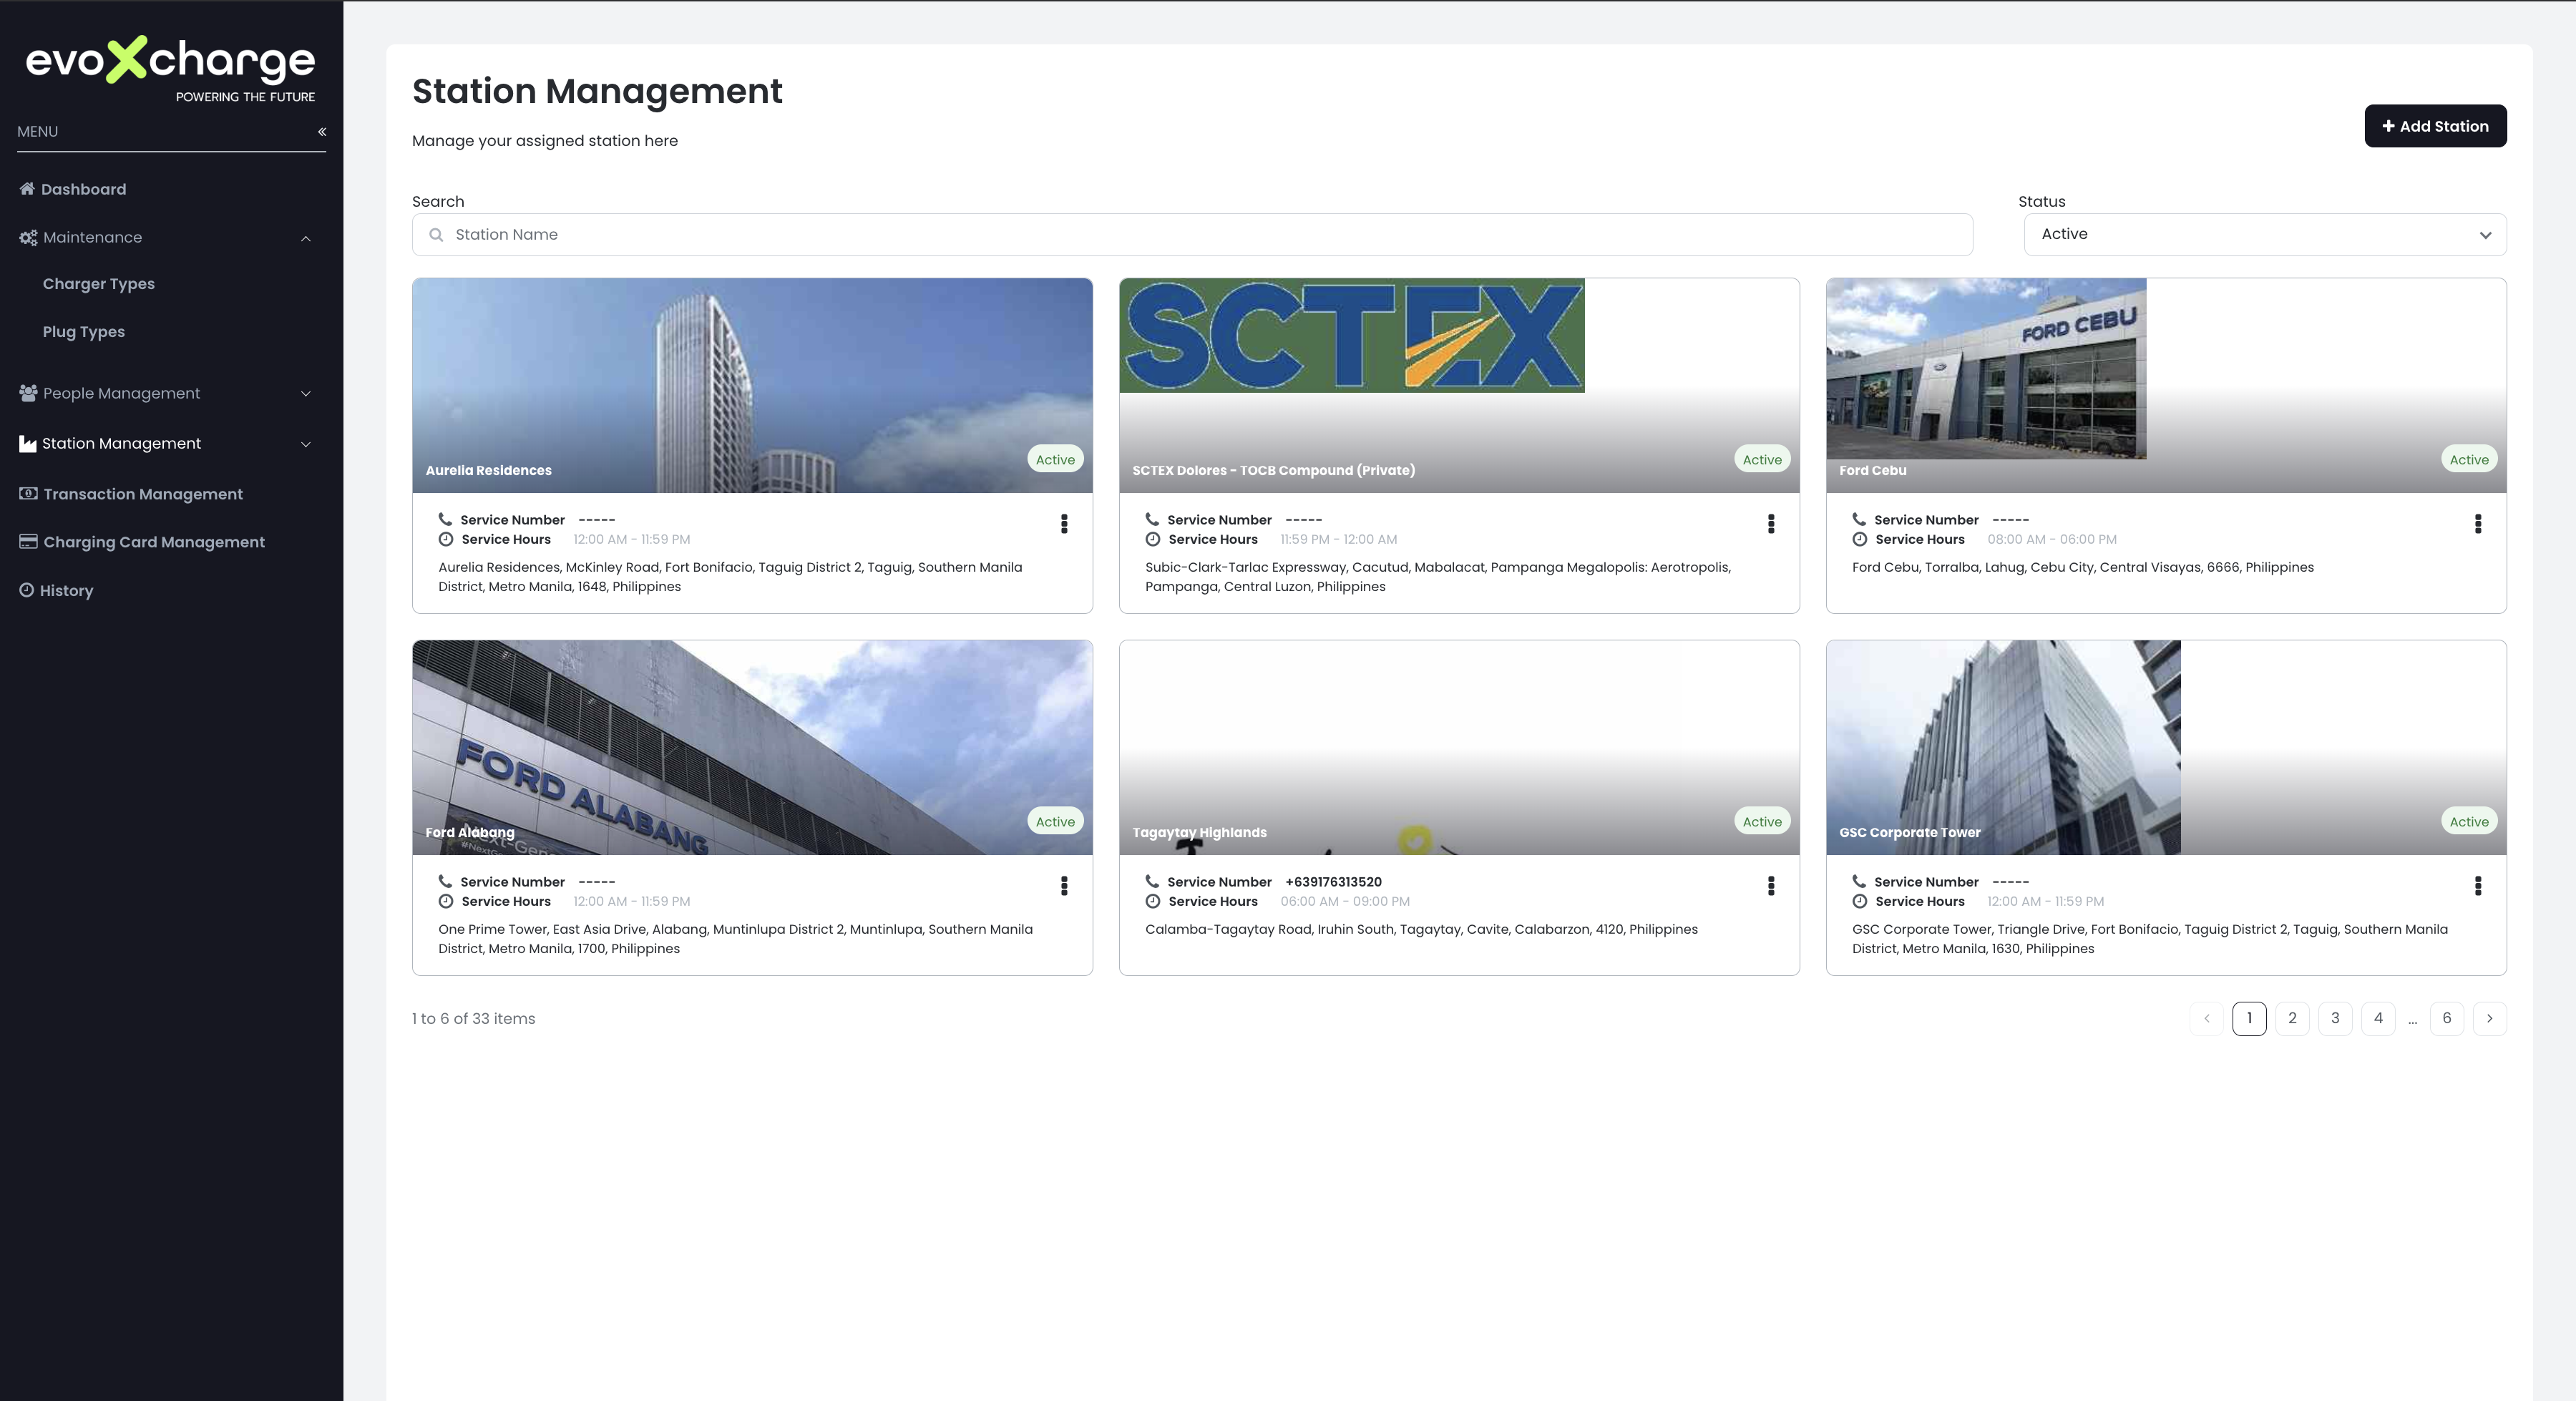 evoXcharge
POWERING THE FUTURE
MENU
Dashboard
Maintenance
Charger Types
Plug Types
People Management
Station Management
Transaction Management
Charging Card Management
History
Station Management
Manage your assigned station here
Add Station
Search
Status
Station Name
Active
Aurelia Residences
Active
Service Number -----
Service Hours 12:00 AM - 11:59 PM
Aurelia Residences, McKinley Road, Fort Bonifacio, Taguig District 2, Taguig, Southern Manila
District, Metro Manila, 1648, Philippines
SCTEX
SCTEX Dolores - TOCB Compound (Private)
Active
Service Number -----
Service Hours 11:59 PM - 12:00 AM
Subic-Clark-Tarlac Expressway, Cacutud, Mabalacat, Pampanga Megalopolis: Aerotropolis,
Pampanga, Central Luzon, Philippines
FORD CEBU
Ford Cebu
Active
Service Number -----
Service Hours 08:00 AM - 06:00 PM
Ford Cebu, Torralba, Lahug, Cebu City, Central Visayas, 6666, Philippines
FORD ALABANG
Ford Alabang
Active
Service Number -----
Service Hours 12:00 AM - 11:59 PM
One Prime Tower, East Asia Drive, Alabang, Muntinlupa District 2, Muntinlupa, Southern Manila
District, Metro Manila, 1700, Philippines
Tagaytay Highlands
Active
Service Number +639176313520
Service Hours 06:00 AM - 09:00 PM
Calamba-Tagaytay Road, Iruhin South, Tagaytay, Cavite, Calabarzon, 4120, Philippines
GSC Corporate Tower
Active
Service Number -----
Service Hours 12:00 AM - 11:59 PM
GSC Corporate Tower, Triangle Drive, Fort Bonifacio, Taguig District 2, Taguig, Southern Manila
District, Metro Manila, 1630, Philippines
1 to 6 of 33 items
1 2 3 4 ... 6